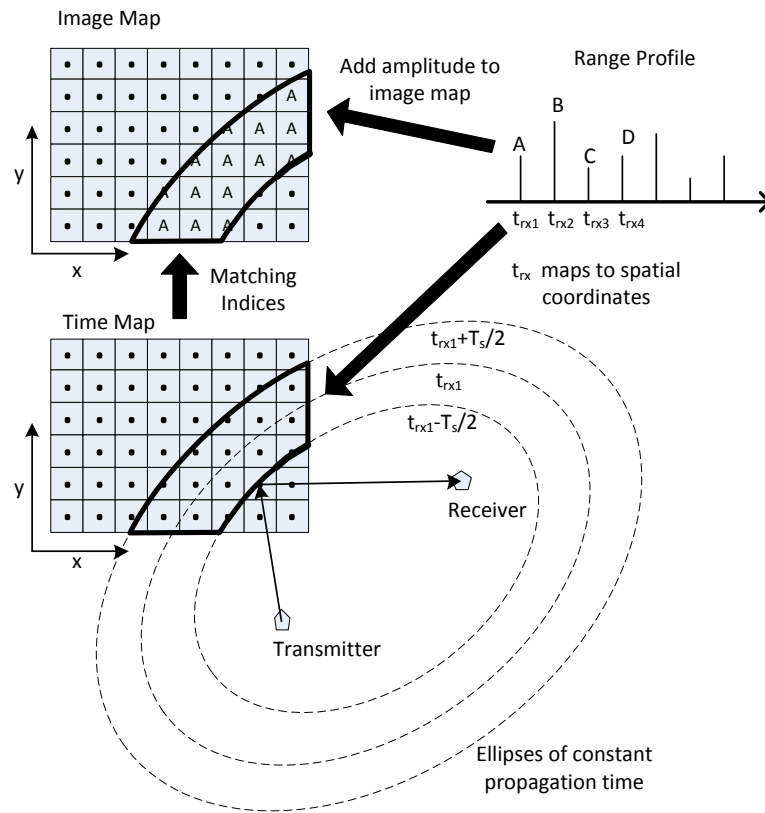 Image Map
Range Profile
Add amplitude to
image map
A
A A A
A A A
A A A
A A A
A
B
C
D
t_rx1 t_rx2 t_rx3 t_rx4
y
x
Matching
Indices
t_rx maps to spatial
coordinates
Time Map
t_rx1+T_s/2
t_rx1
t_rx1-T_s/2
y
x
Receiver
Transmitter
Ellipses of constant
propagation time